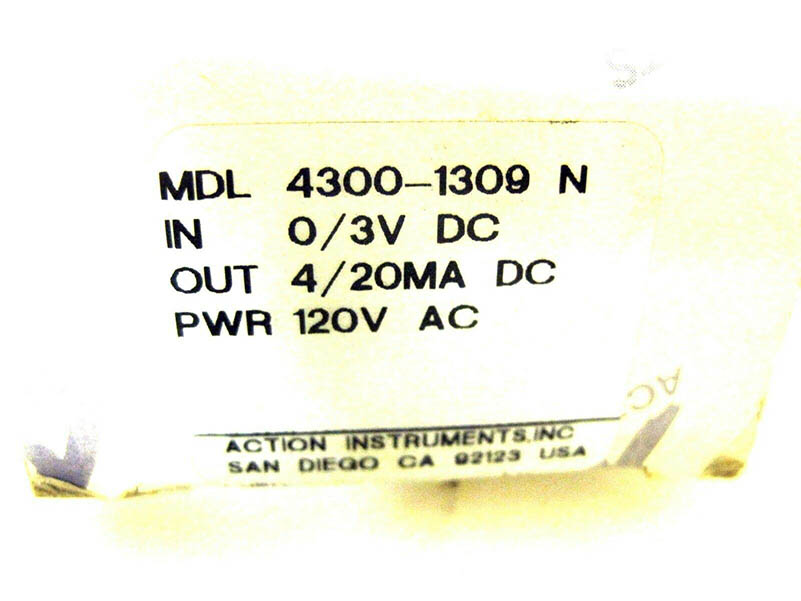 MDL 4300-1309 N
IN 0/3V DC
OUT 4/20MA DC
PWR 120V AC
ACTION INSTRUMENTS, INC
SAN DIEGO CA 92123 USA
AC